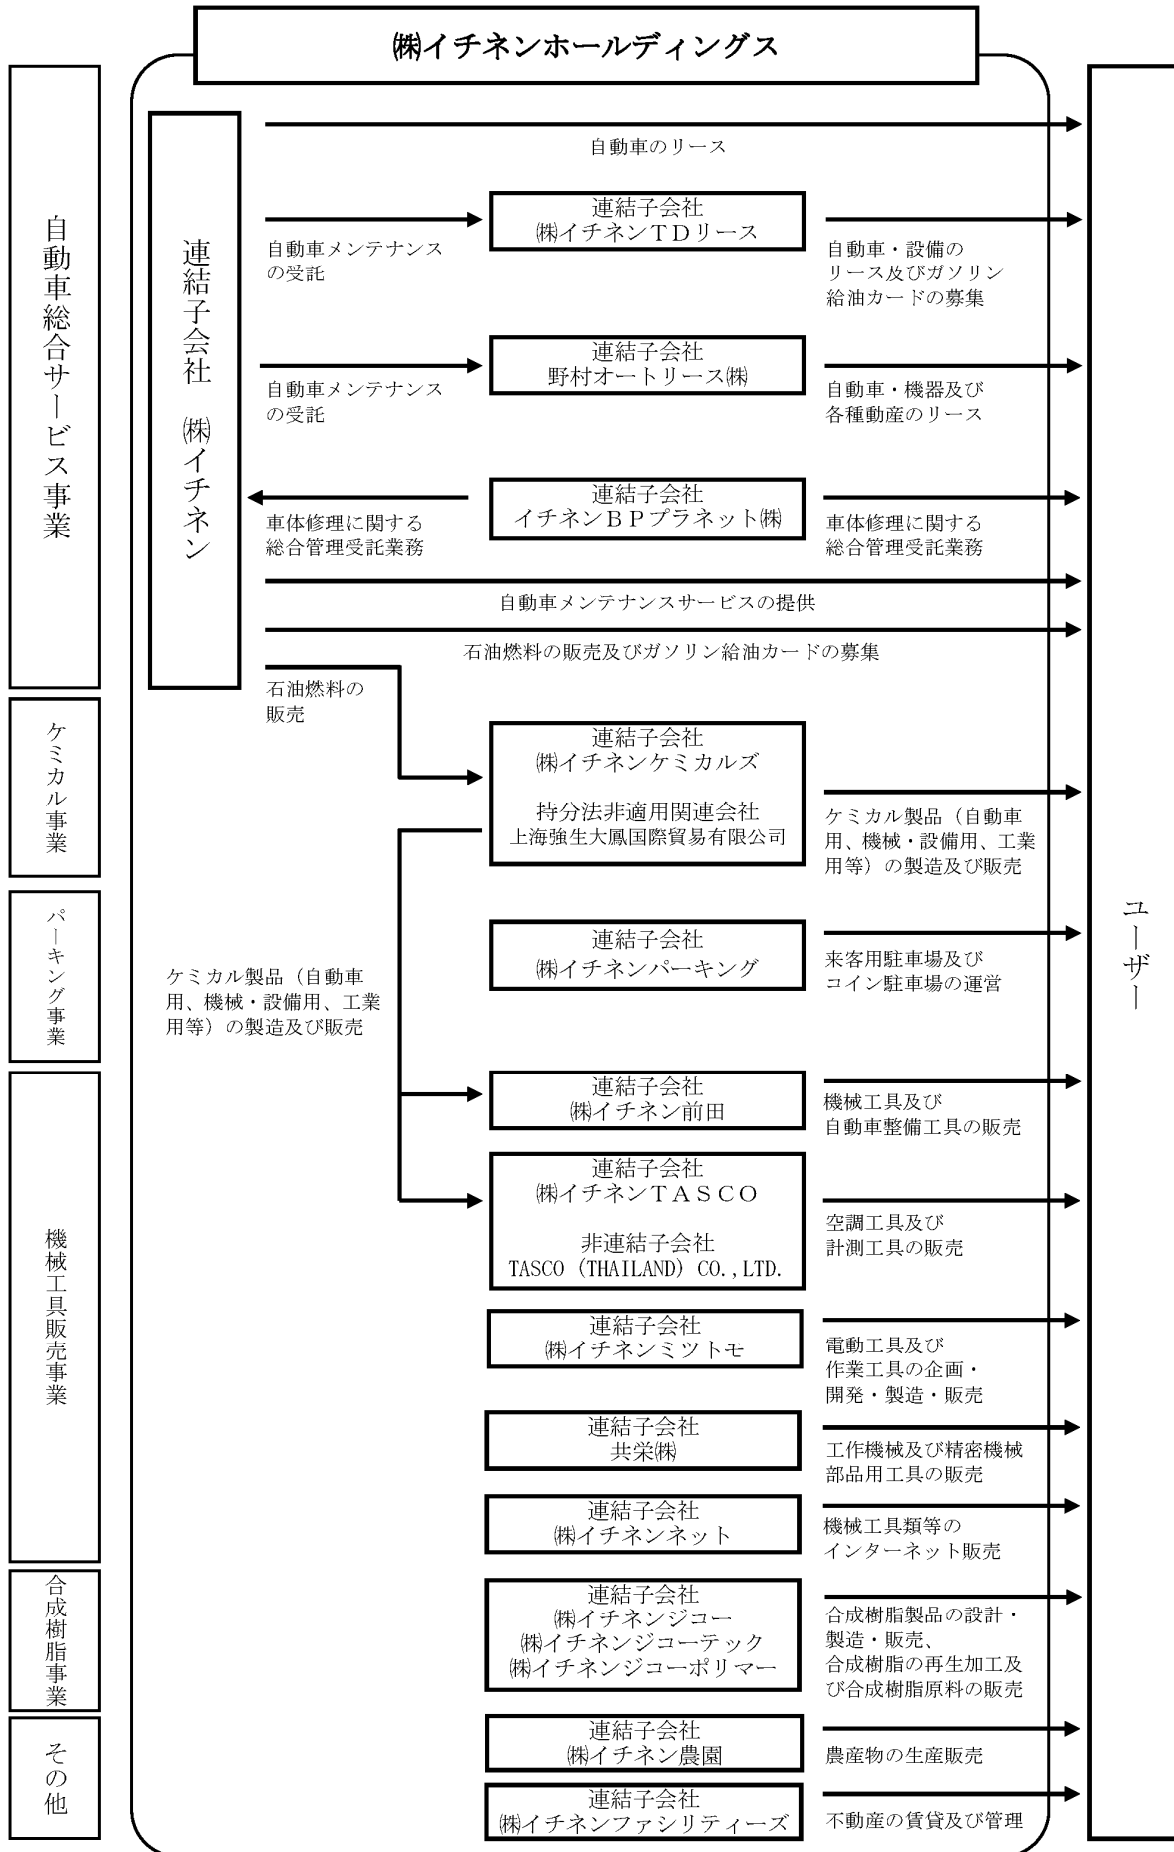 ㈱イチネンホールディングス
自動車総合サービス事業
連結子会社 ㈱イチネン
自動車のリース
連結子会社
㈱イチネンＴＤリース
自動車メンテナンス
の受託
自動車・設備の
リース及びガソリン
給油カードの募集
連結子会社
野村オートリース㈱
自動車メンテナンス
の受託
自動車・機器及び
各種動産のリース
連結子会社
イチネンＢＰプラネット㈱
車体修理に関する
総合管理受託業務
車体修理に関する
総合管理受託業務
自動車メンテナンスサービスの提供
石油燃料の販売及びガソリン給油カードの募集
石油燃料の
販売
ケミカル事業
連結子会社
㈱イチネンケミカルズ
持分法非適用関連会社
上海強生大鳳国際貿易有限公司
ケミカル製品（自動車
用、機械・設備用、工業
用等）の製造及び販売
ユーザー
パーキング事業
連結子会社
㈱イチネンパーキング
来客用駐車場及び
コイン駐車場の運営
ケミカル製品（自動車
用、機械・設備用、工業
用等）の製造及び販売
機械工具販売事業
連結子会社
㈱イチネン前田
機械工具及び
自動車整備工具の販売
連結子会社
㈱イチネンＴＡＳＣＯ
非連結子会社
TASCO（THAILAND）CO.,LTD.
空調工具及び
計測工具の販売
連結子会社
㈱イチネンミツトモ
電動工具及び
作業工具の企画・
開発・製造・販売
連結子会社
共栄㈱
工作機械及び精密機械
部品用工具の販売
連結子会社
㈱イチネンネット
機械工具類等の
インターネット販売
合成樹脂事業
連結子会社
㈱イチネンジコー
㈱イチネンジコーテック
㈱イチネンジコーポリマー
合成樹脂製品の設計・
製造・販売、
合成樹脂の再生加工及
び合成樹脂原料の販売
その他
連結子会社
㈱イチネン農園
農産物の生産販売
連結子会社
㈱イチネンファシリティーズ
不動産の賃貸及び管理